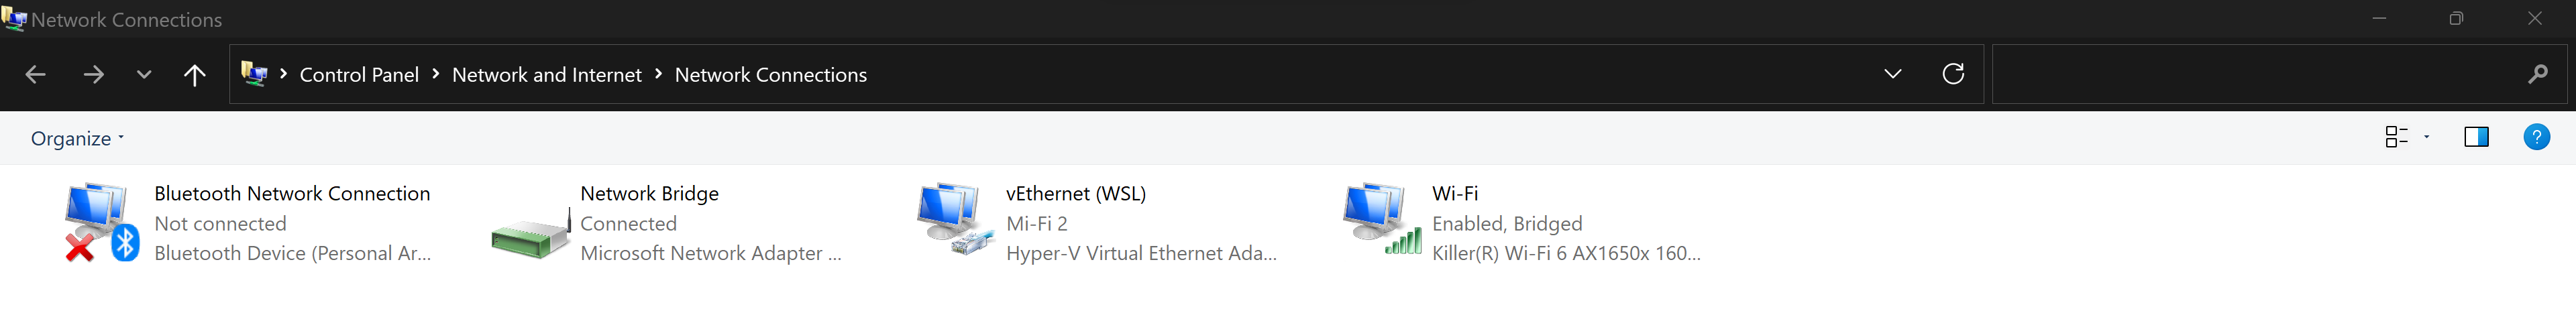 Network Connections
Control Panel > Network and Internet > Network Connections
Organize
Bluetooth Network Connection
Not connected
Bluetooth Device (Personal Ar...
Network Bridge
Connected
Microsoft Network Adapter ...
vEthernet (WSL)
Mi-Fi 2
Hyper-V Virtual Ethernet Ada...
Wi-Fi
Enabled, Bridged
Killer(R) Wi-Fi 6 AX1650x 160...